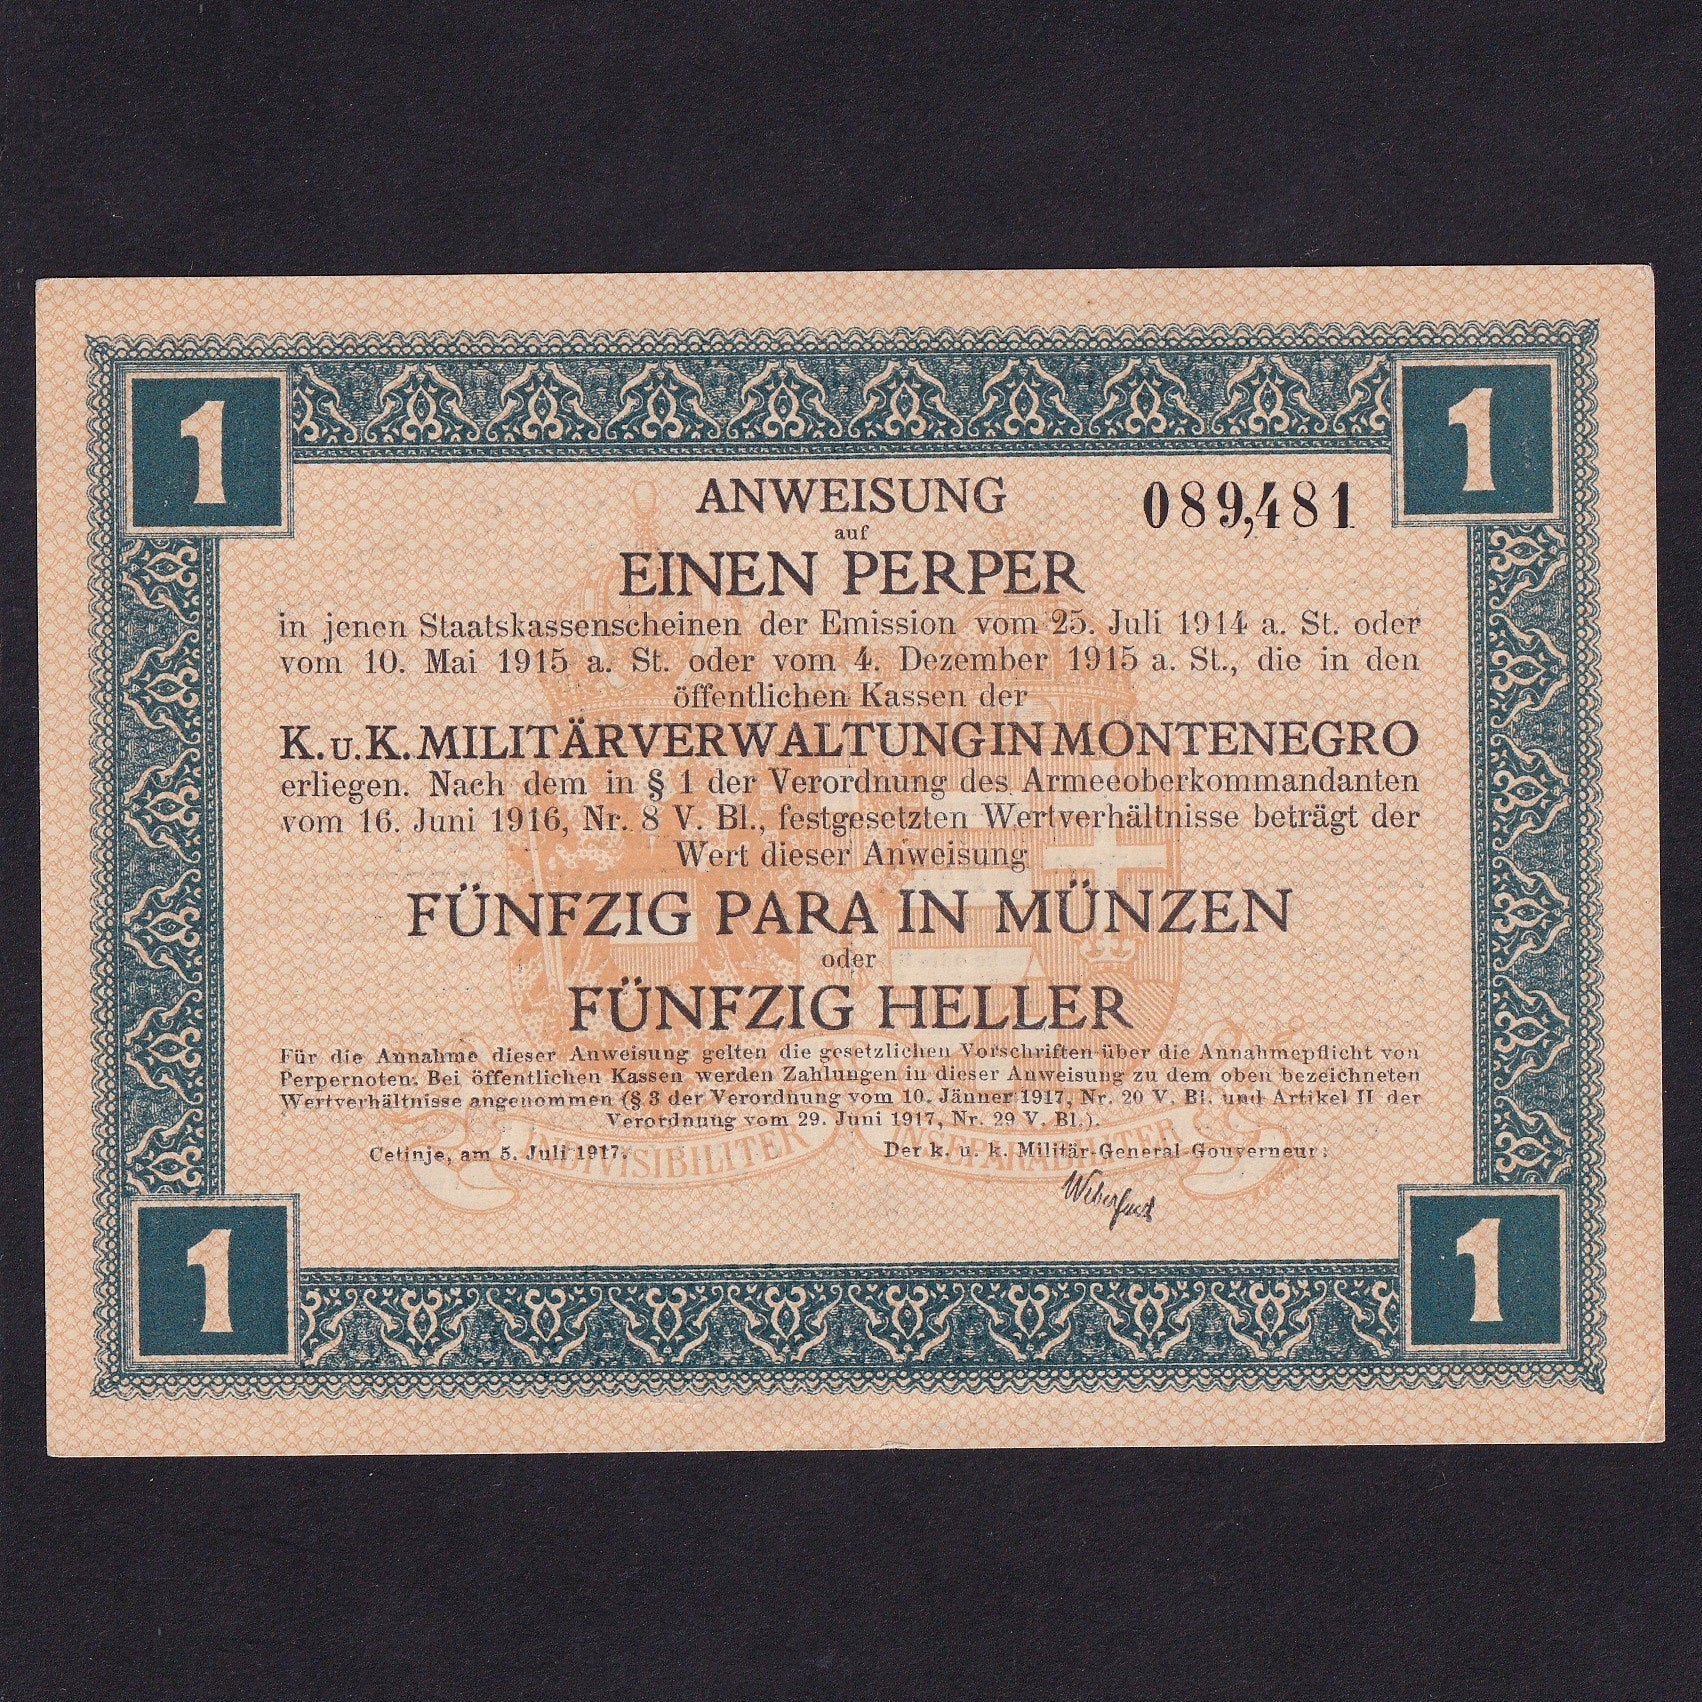 1
1
ANWEISUNG
089,481
auf
EINEN PERPER
in jenen Staatskassenscheinen der Emission vom 25. Juli 1914 a. St. oder
vom 10. Mai 1915 a. St. oder vom 4. Dezember 1915 a. St., die in den
öffentlichen Kassen der
K. u. K. MILITÄRVERWALTUNG IN MONTENEGRO
erliegen. Nach dem in § 1 der Verordnung des Armeeoberkommandanten
vom 16. Juni 1916, Nr. 8 V. Bl., festgesetzten Wertverhältnisse beträgt der
Wert dieser Anweisung
FÜNFZIG PARA IN MÜNZEN
oder
FÜNFZIG HELLER
Für die Annahme dieser Anweisung gelten die gesetzlichen Vorschriften über die Annahmepflicht von
Perpernoten. Bei öffentlichen Kassen werden Zahlungen in dieser Anweisung zu dem oben bezeichneten
Wertverhältnisse angenommen (§ 3 der Verordnung vom 10. Jänner 1917, Nr. 20 V. Bl. und Artikel II der
Verordnung vom 29. Juni 1917, Nr. 29 V. Bl.).
INDIVISIBILITER AC INSEPARABILITER
Cetinje, am 5. Juli 1917.
Der k. u. k. Militär-General-Gouverneur:
1
1